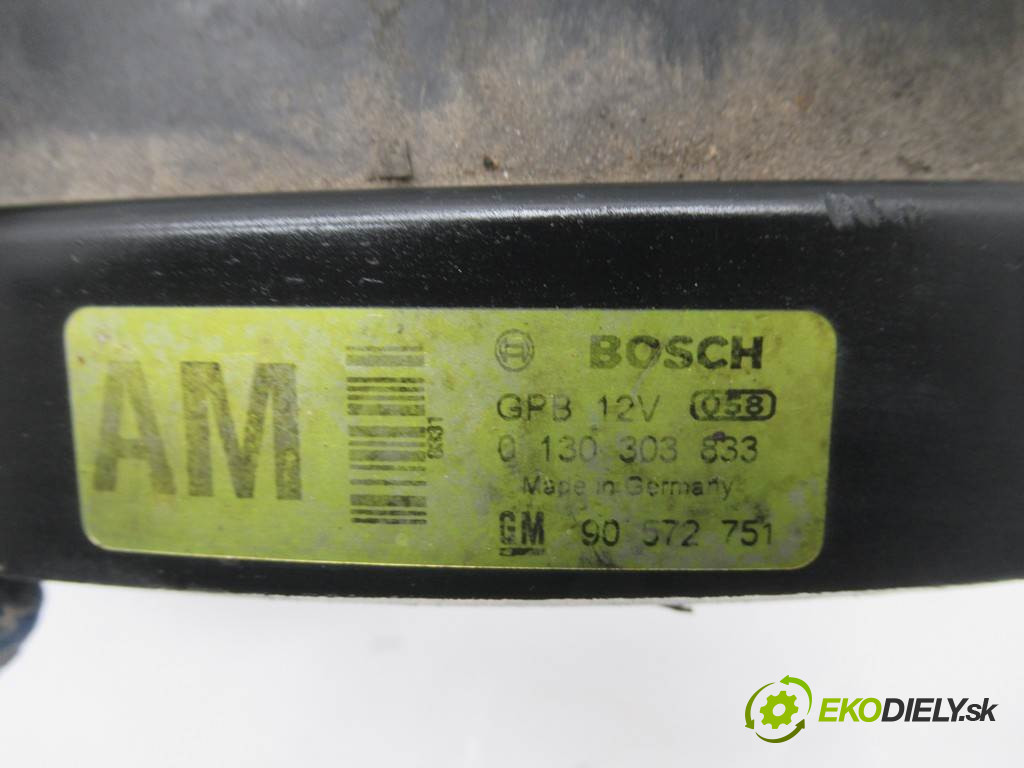 AM
BOSCH
GPB 12V 058
0 130 303 833
Made in Germany
GM 90 572 751
EKODIELY.sk